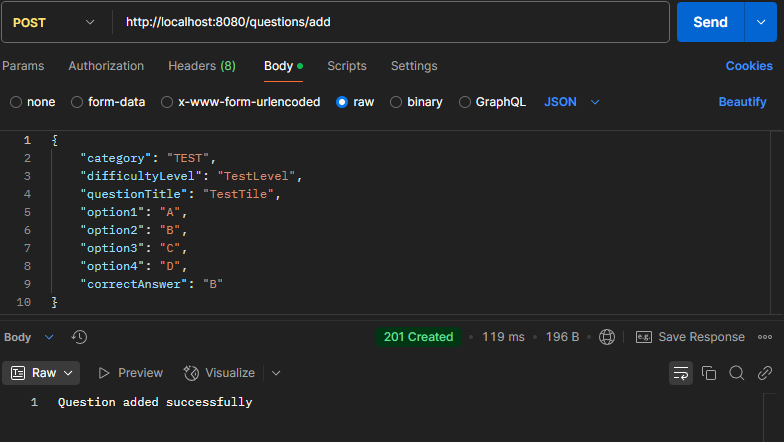 POST http://localhost:8080/questions/add Send
Params Authorization Headers (8) Body Scripts Settings Cookies
none form-data x-www-form-urlencoded raw binary GraphQL JSON Beautify
1 {
2 "category": "TEST",
3 "difficultyLevel": "TestLevel",
4 "questionTitle": "TestTile",
5 "option1": "A",
6 "option2": "B",
7 "option3": "C",
8 "option4": "D",
9 "correctAnswer": "B"
10 }
Body 201 Created • 119 ms • 196 B • e.g. Save Response
Raw Preview Visualize
1 Question added successfully